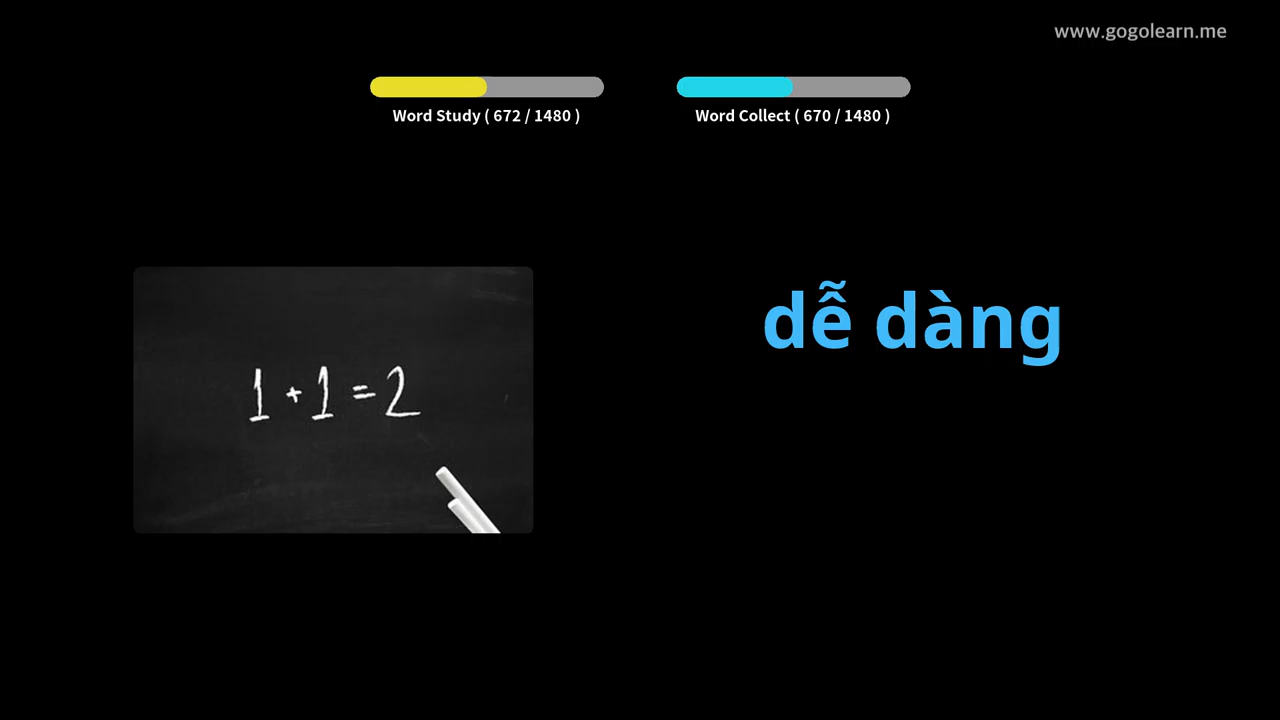 www.gogolearn.me
Word Study ( 672 / 1480 )
Word Collect ( 670 / 1480 )
dễ dàng
1 + 1 = 2